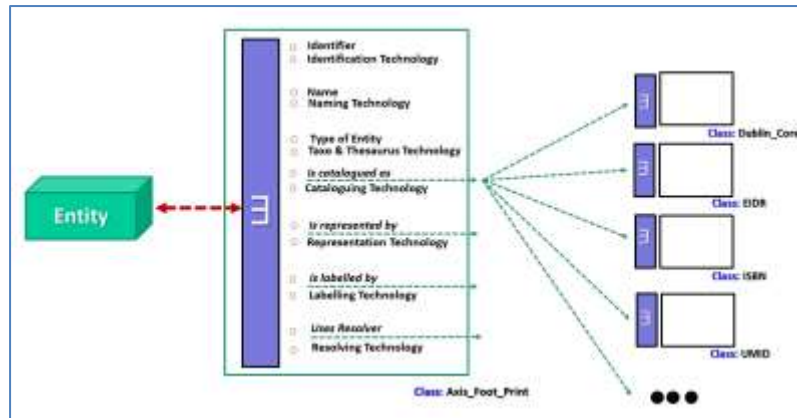 Entity
∃
Identifier
Identification Technology
Name
Naming Technology
Type of Entity
Taxo & Thesaurus Technology
Is catalogued as
Cataloguing Technology
Is represented by
Representation Technology
Is labelled by
Labelling Technology
Uses Resolver
Resolving Technology
Class: Axis_Foot_Print
∃
Class: Dublin_Core
∃
Class: EIDR
∃
Class: ISBN
∃
Class: UMID